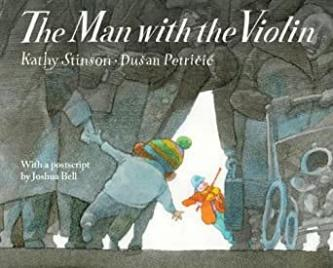 The Man with the Violin
Kathy Stinson · Dušan Petričić
With a postscript
by Joshua Bell